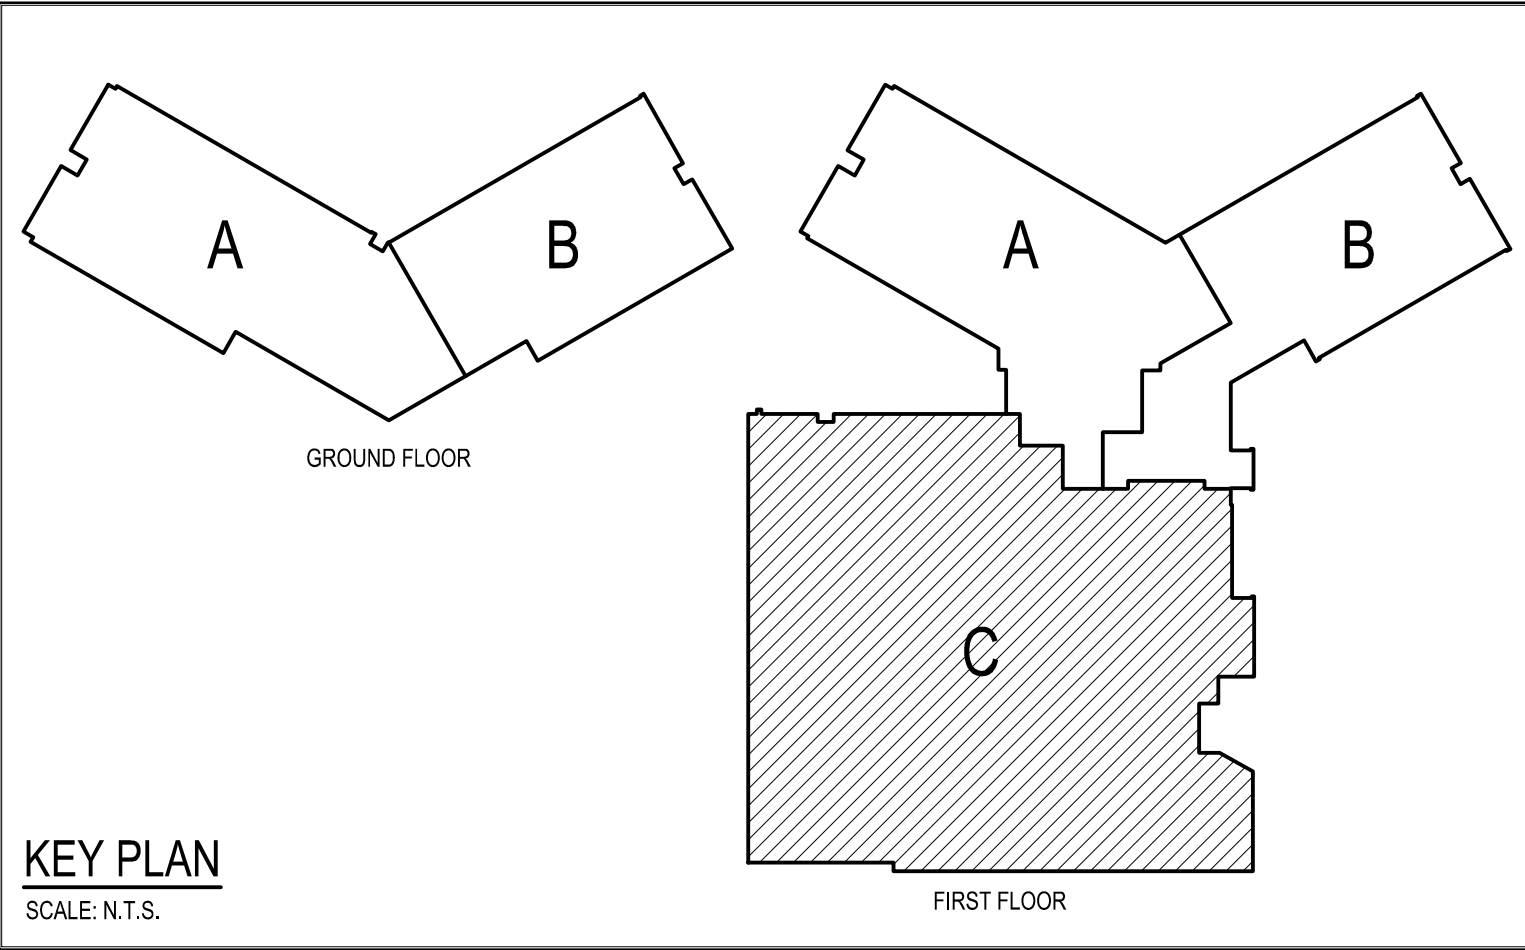 A
B
GROUND FLOOR
A
B
C
FIRST FLOOR
KEY PLAN
SCALE: N.T.S.